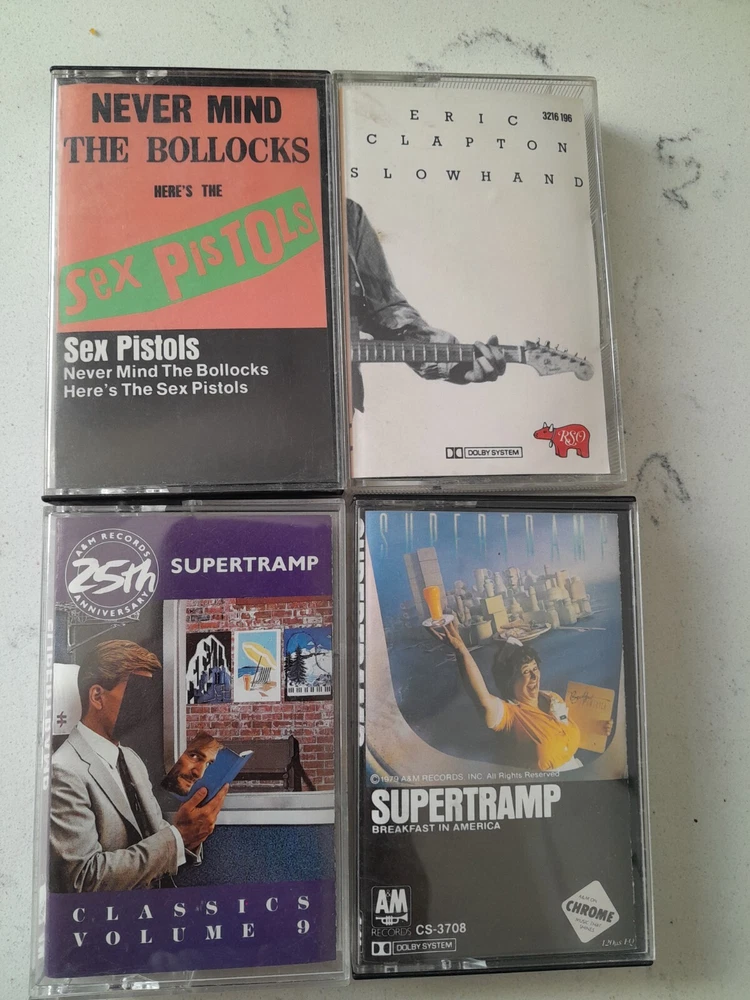 NEVER MIND
THE BOLLOCKS
HERE'S THE
Sex PisTOLs
Sex Pistols
Never Mind The Bollocks
Here's The Sex Pistols
ERIC
3216 196
CLAPTON
SLOWHAND
DOLBY SYSTEM
RSO
A&M RECORDS
25th
ANNIVERSARY
SUPERTRAMP
CLASSICS
VOLUME 9
SUPERTRAMP
©1979 A&M RECORDS, INC. All Rights Reserved
SUPERTRAMP
BREAKFAST IN AMERICA
A&M
RECORDS
CS-3708
DOLBY SYSTEM
CHROME